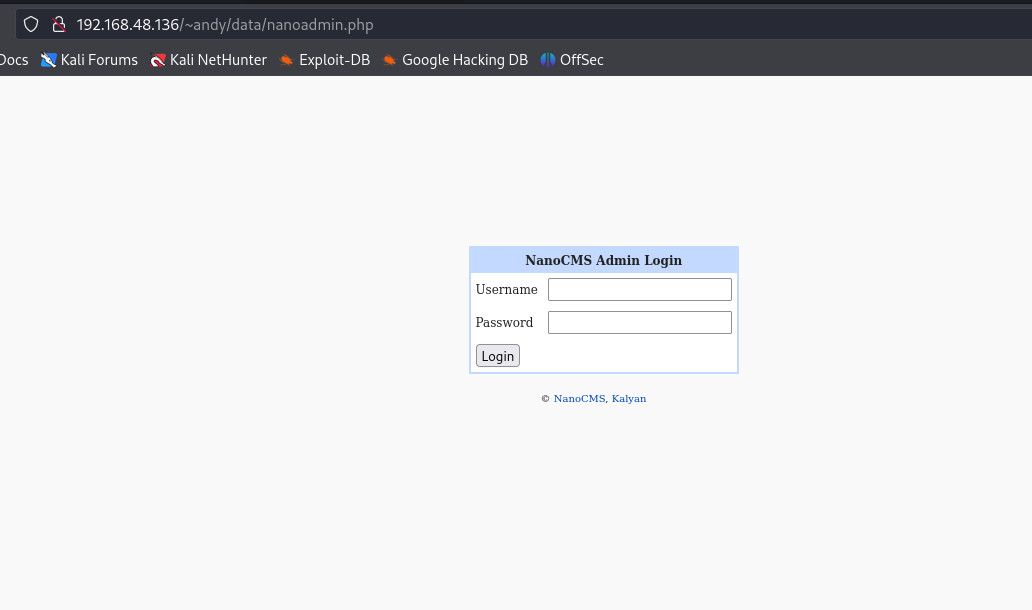 192.168.48.136/~andy/data/nanoadmin.php
Docs Kali Forums Kali NetHunter Exploit-DB Google Hacking DB OffSec
NanoCMS Admin Login
Username
Password
Login
© NanoCMS, Kalyan